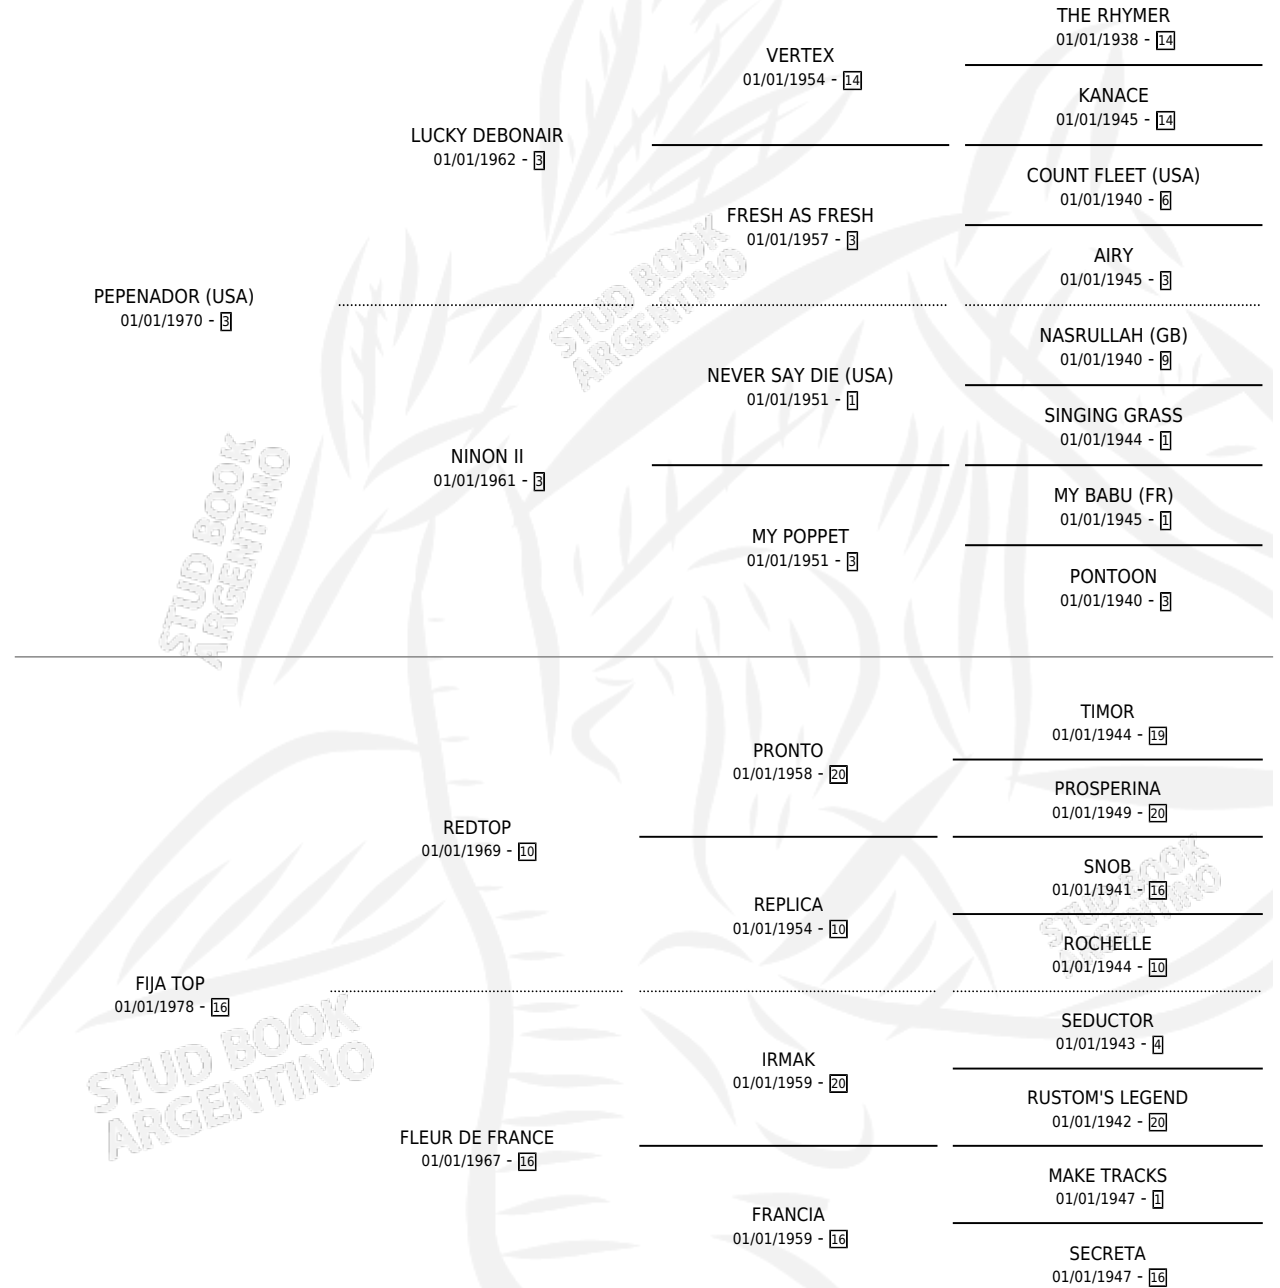 THE RHYMER
01/01/1938 - 14
VERTEX
01/01/1954 - 14
KANACE
01/01/1945 - 14
LUCKY DEBONAIR
01/01/1962 - 3
COUNT FLEET (USA)
01/01/1940 - 6
FRESH AS FRESH
01/01/1957 - 3
AIRY
01/01/1945 - 3
PEPENADOR (USA)
01/01/1970 - 3
NASRULLAH (GB)
01/01/1940 - 9
NEVER SAY DIE (USA)
01/01/1951 - 1
SINGING GRASS
01/01/1944 - 1
NINON II
01/01/1961 - 3
MY BABU (FR)
01/01/1945 - 1
MY POPPET
01/01/1951 - 3
PONTOON
01/01/1940 - 3
TIMOR
01/01/1944 - 19
PRONTO
01/01/1958 - 20
PROSPERINA
01/01/1949 - 20
REDTOP
01/01/1969 - 10
SNOB
01/01/1941 - 16
REPLICA
01/01/1954 - 10
ROCHELLE
01/01/1944 - 10
FIJA TOP
01/01/1978 - 16
SEDUCTOR
01/01/1943 - 4
IRMAK
01/01/1959 - 20
RUSTOM'S LEGEND
01/01/1942 - 20
FLEUR DE FRANCE
01/01/1967 - 16
MAKE TRACKS
01/01/1947 - 1
FRANCIA
01/01/1959 - 16
SECRETA
01/01/1947 - 16
STUD BOOK
ARGENTINO
STUD BOOK
ARGENTINO
STUD BOOK
ARGENTINO
STUD BOOK
ARGENTINO